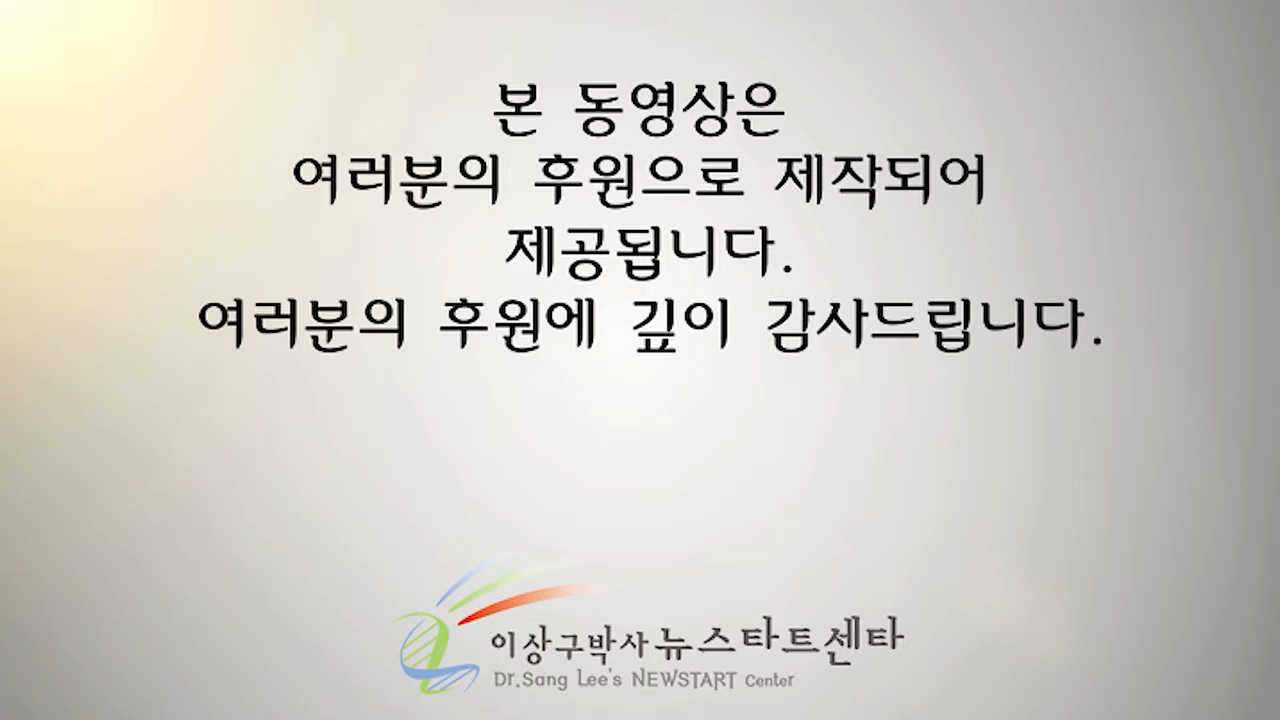 본 동영상은
여러분의 후원으로 제작되어
제공됩니다.
여러분의 후원에 깊이 감사드립니다.
이상구박사 뉴스타트센타
Dr.Sang Lee's NEWSTART Center